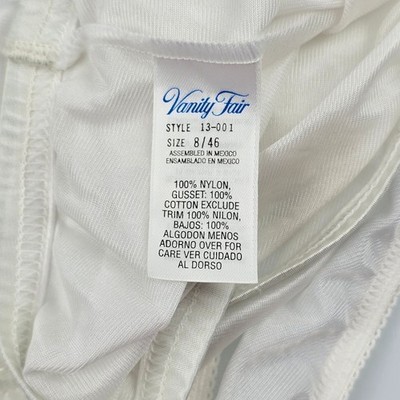 Vanity Fair
STYLE 13-001
SIZE 8/46
ASSEMBLED IN MEXICO
ENSAMBLADO EN MEXICO
100% NYLON,
GUSSET: 100%
COTTON EXCLUDE
TRIM 100% NILON,
BAJOS: 100%
ALGODON MENOS
ADORNO OVER FOR
CARE VER CUIDADO
AL DORSO